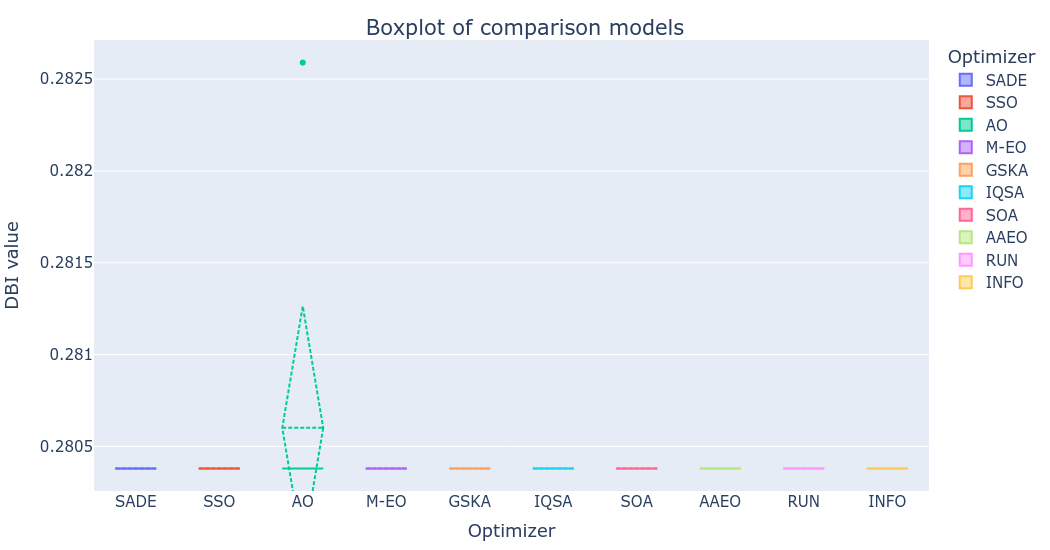 Boxplot of comparison models
DBI value
0.2825
0.282
0.2815
0.281
0.2805
SADE SSO AO M-EO GSKA IQSA SOA AAEO RUN INFO
Optimizer
Optimizer
SADE
SSO
AO
M-EO
GSKA
IQSA
SOA
AAEO
RUN
INFO